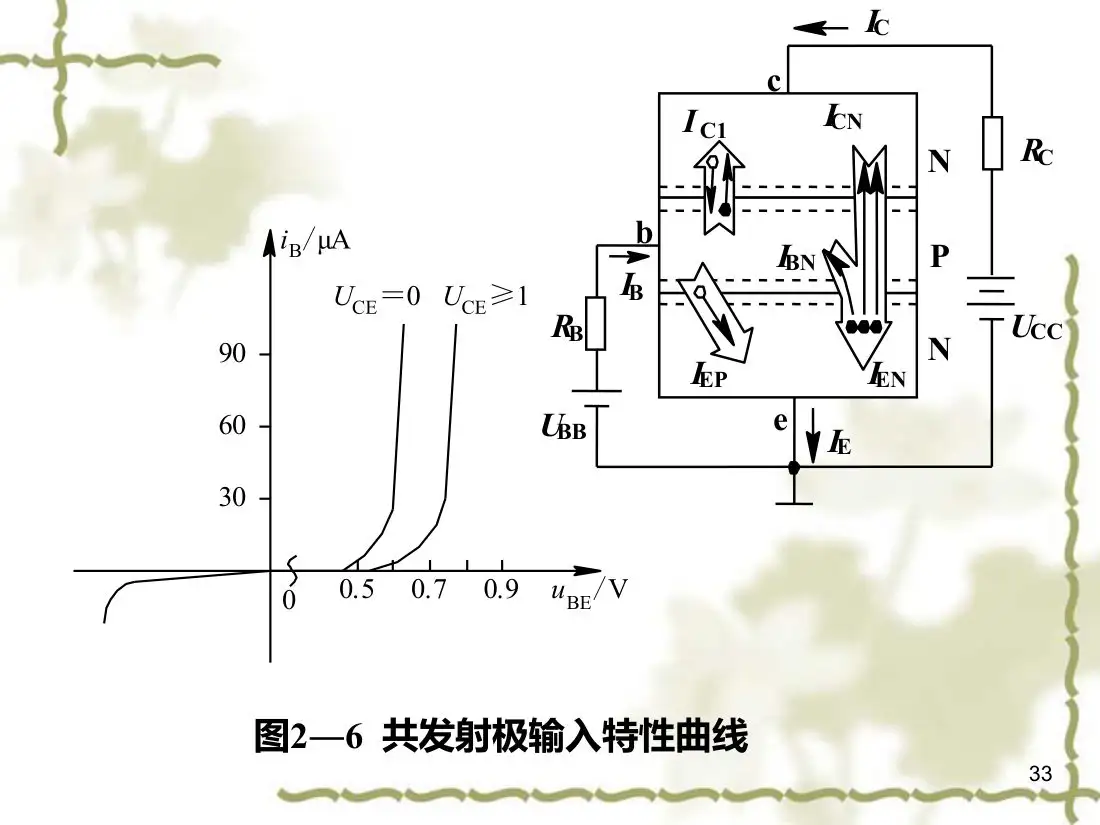 I_C
c
I_C1
I_CN
N
R_C
b
i_B/μA
I_BN
P
I_B
U_CE=0 U_CE≥1
R_B
U_CC
90
N
I_EP
I_EN
60
e
U_BB
I_E
30
0
0.5
0.7
0.9
u_BE/V
图2—6 共发射极输入特性曲线
33